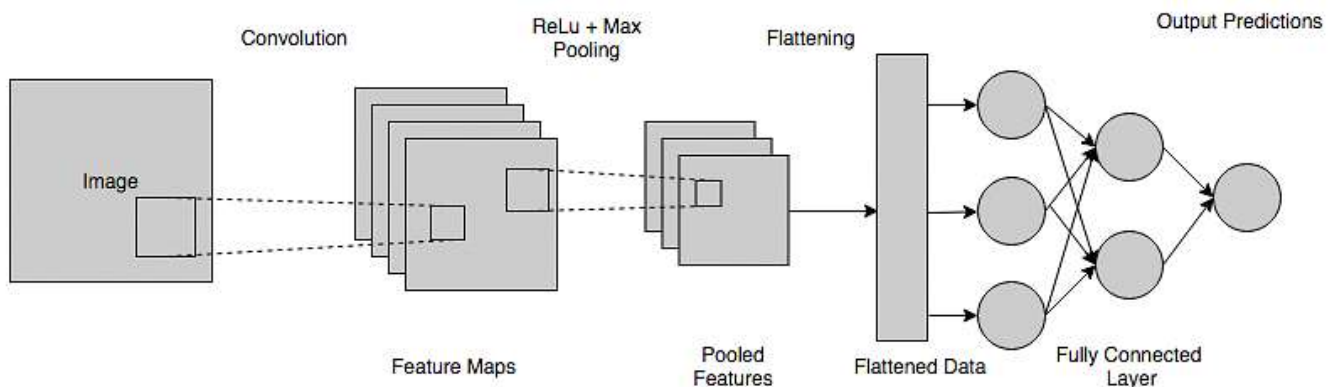 Output Predictions
Convolution
ReLu + Max
Pooling
Flattening
Image
Feature Maps
Pooled
Features
Flattened Data
Fully Connected
Layer